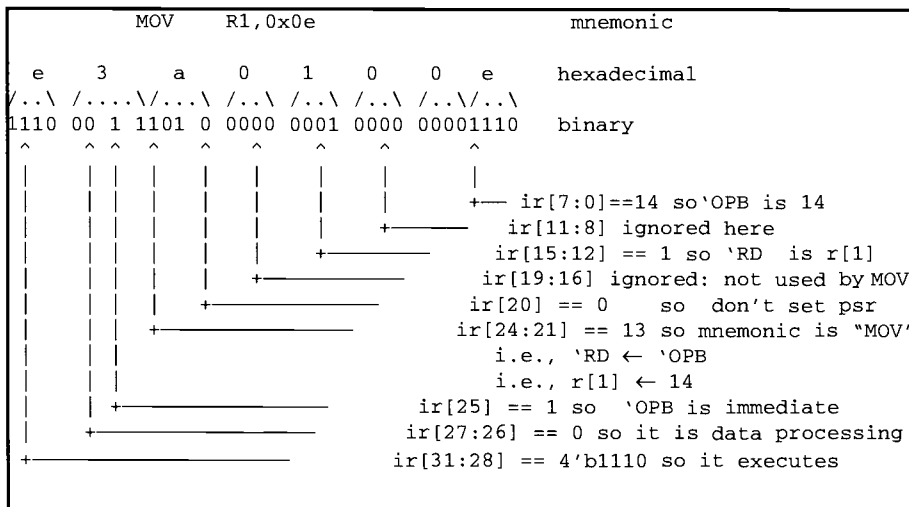 MOV R1,0x0e mnemonic
e 3 a 0 1 0 0 e hexadecimal
/..\ /....\/...\ /..\ /..\ /..\ /..\/..\
1110 00 1 1101 0 0000 0001 0000 00001110 binary
^ ^ ^ ^ ^ ^ ^ ^ ^
ir[7:0]==14 so‘OPB is 14
ir[11:8] ignored here
ir[15:12] == 1 so ‘RD is r[1]
ir[19:16] ignored: not used by MOV
ir[20] == 0 so don't set psr
ir[24:21] == 13 so mnemonic is “MOV'
i.e., ‘RD ← ‘OPB
i.e., r[1] ← 14
ir[25] == 1 so ‘OPB is immediate
ir[27:26] == 0 so it is data processing
ir[31:28] == 4’b1110 so it executes